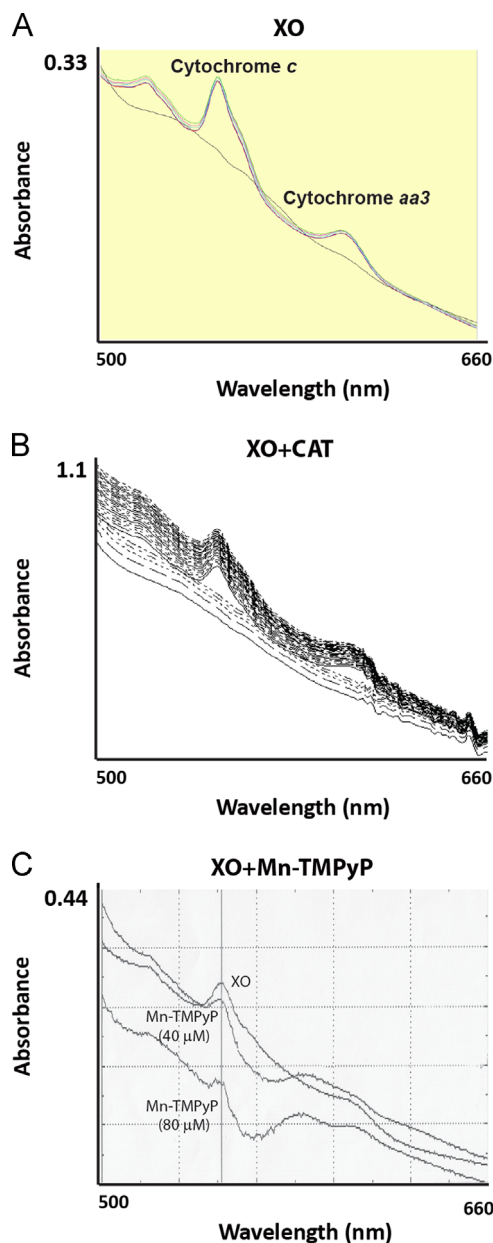 A
XO
0.33
Cytochrome c
Cytochrome aa3
Absorbance
500
660
Wavelength (nm)
B
XO+CAT
1.1
Absorbance
500
660
Wavelength (nm)
C
XO+Mn-TMPyP
0.44
XO
Mn-TMPyP
(40 μM)
Mn-TMPyP
(80 μM)
Absorbance
500
660
Wavelength (nm)